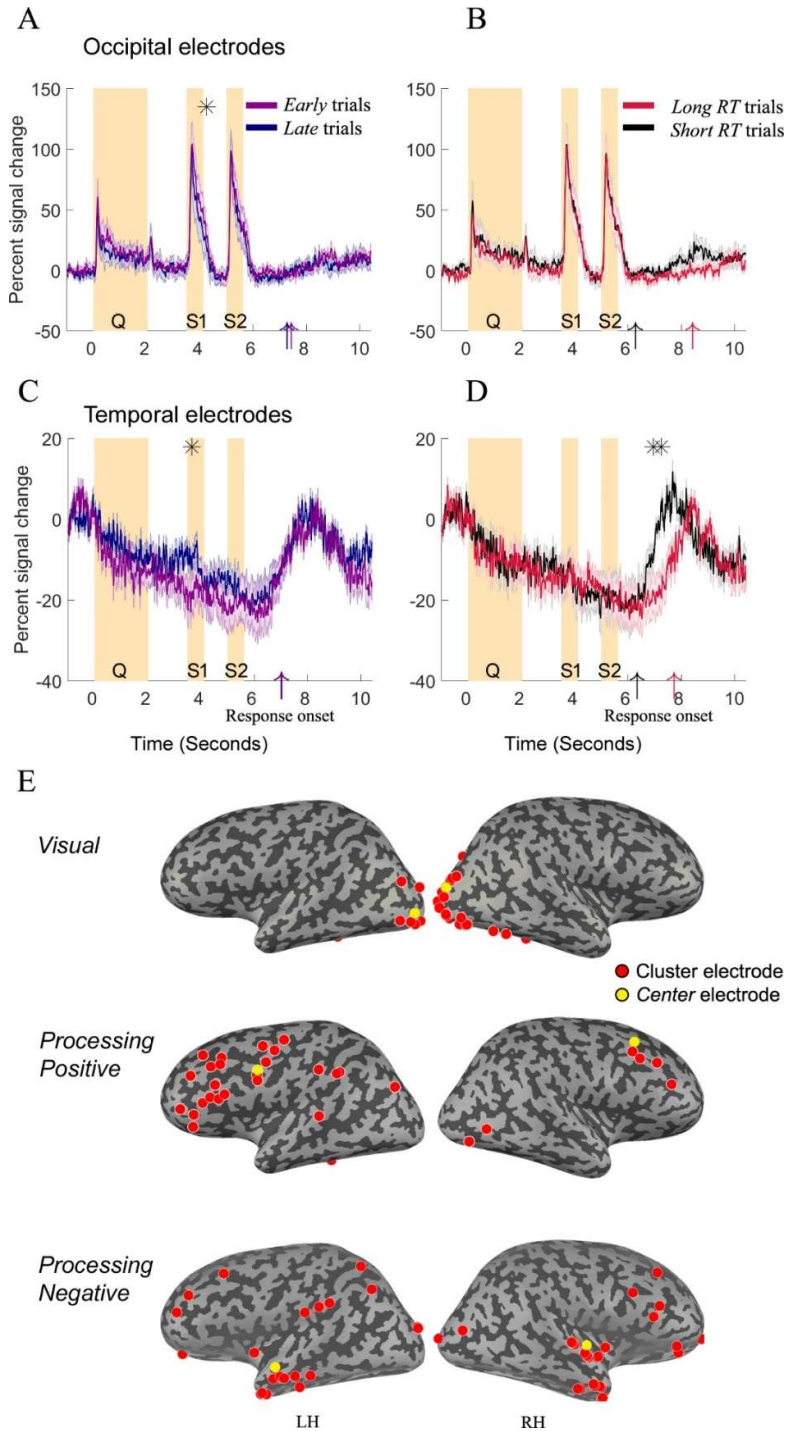 A
B
Occipital electrodes
Early trials
Late trials
Long RT trials
Short RT trials
Percent signal change
150
100
50
0
-50
Q
S1
S2
0 2 4 6 8 10
150
100
50
0
-50
Q
S1
S2
0 2 4 6 8 10
C
D
Temporal electrodes
Percent signal change
20
0
-20
-40
Q
S1
S2
0 2 4 6 8 10
Response onset
Time (Seconds)
20
0
-20
-40
Q
S1
S2
0 2 4 6 8 10
Response onset
Time (Seconds)
E
Visual
Cluster electrode
Center electrode
Processing
Positive
Processing
Negative
LH
RH